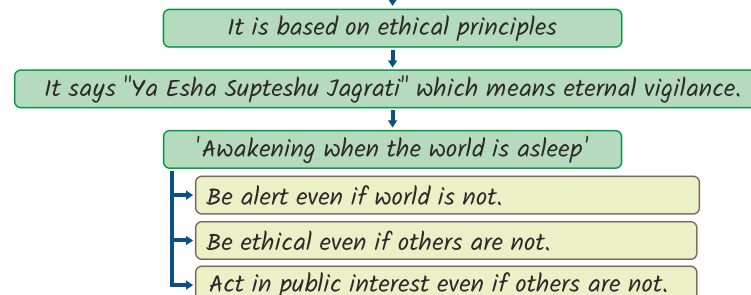 It is based on ethical principles
It says "Ya Esha Supteshu Jagrati" which means eternal vigilance.
'Awakening when the world is asleep'
Be alert even if world is not.
Be ethical even if others are not.
Act in public interest even if others are not.